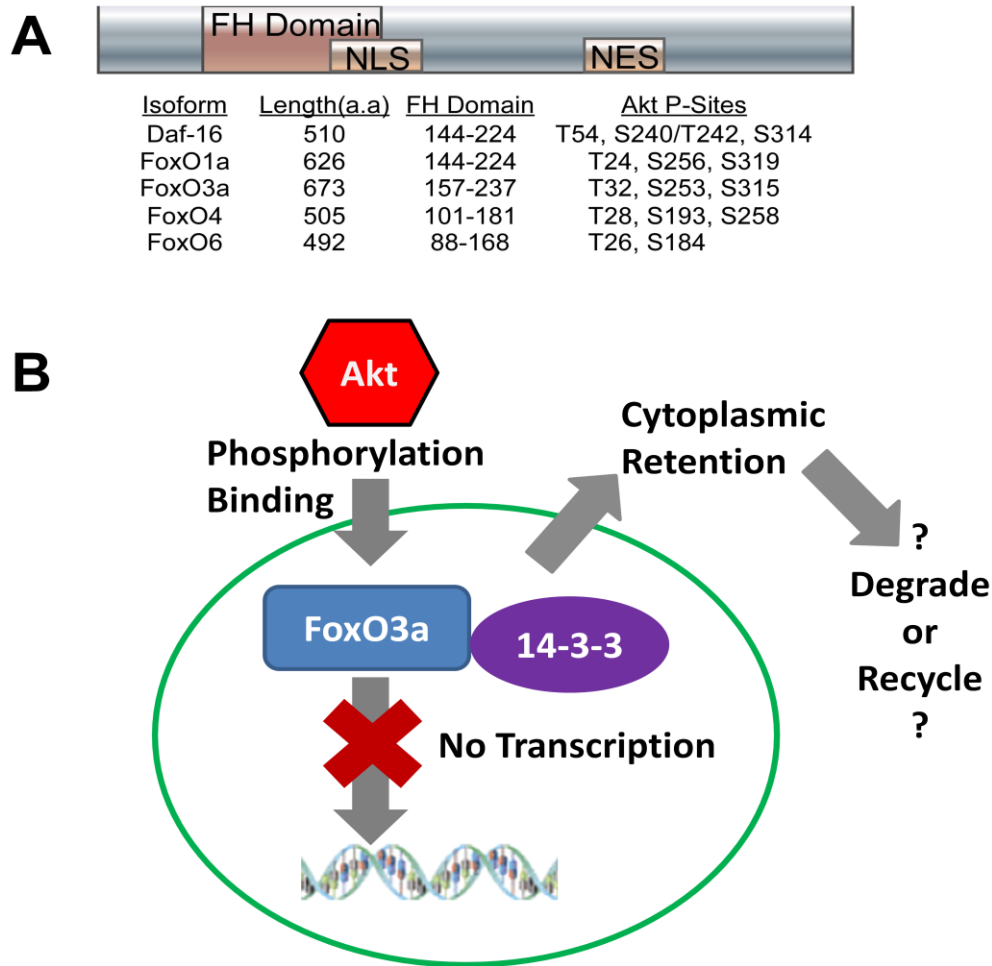 A
FH Domain
NLS
NES
Isoform Length(a.a) FH Domain Akt P-Sites
Daf-16 510 144-224 T54, S240/T242, S314
FoxO1a 626 144-224 T24, S256, S319
FoxO3a 673 157-237 T32, S253, S315
FoxO4 505 101-181 T28, S193, S258
FoxO6 492 88-168 T26, S184
B
Akt
Phosphorylation
Binding
Cytoplasmic
Retention
?
Degrade
or
Recycle
?
FoxO3a
14-3-3
No Transcription